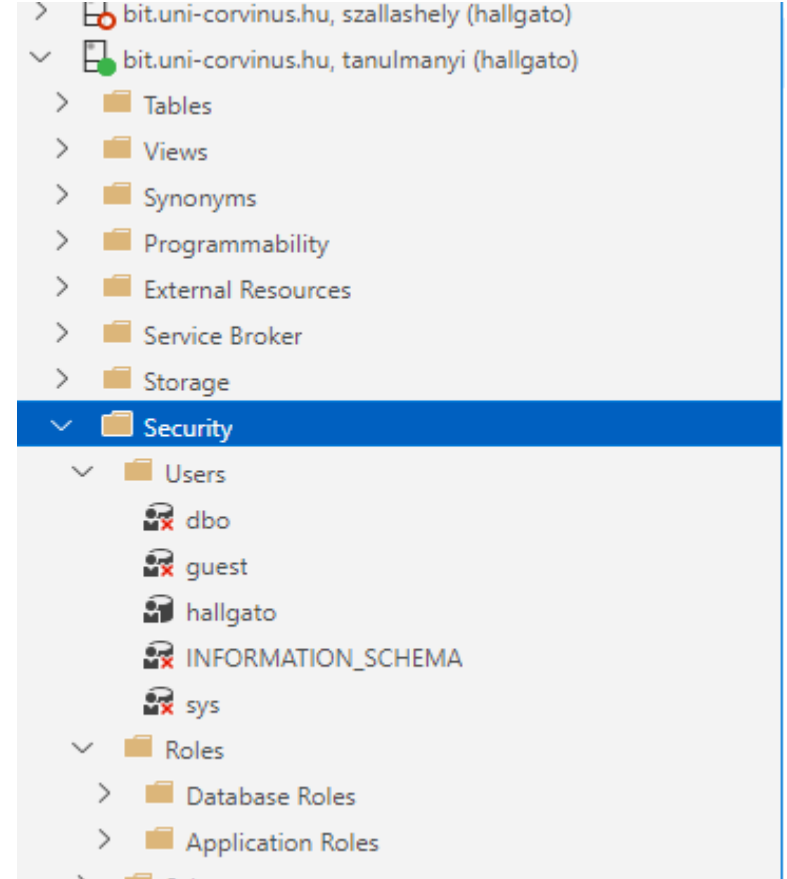 bit.uni-corvinus.hu, szallashely (hallgato)
bit.uni-corvinus.hu, tanulmanyi (hallgato)
Tables
Views
Synonyms
Programmability
External Resources
Service Broker
Storage
Security
Users
dbo
guest
hallgato
INFORMATION_SCHEMA
sys
Roles
Database Roles
Application Roles